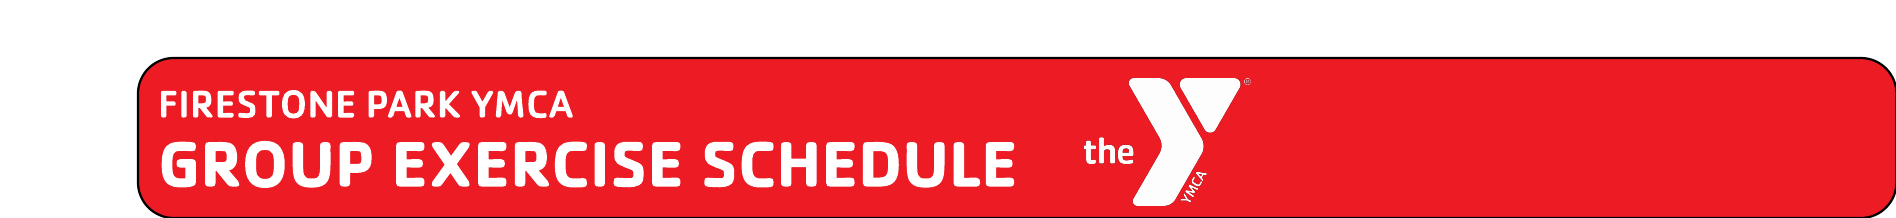 FIRESTONE PARK YMCA
GROUP EXERCISE SCHEDULE
the Y®
YMCA